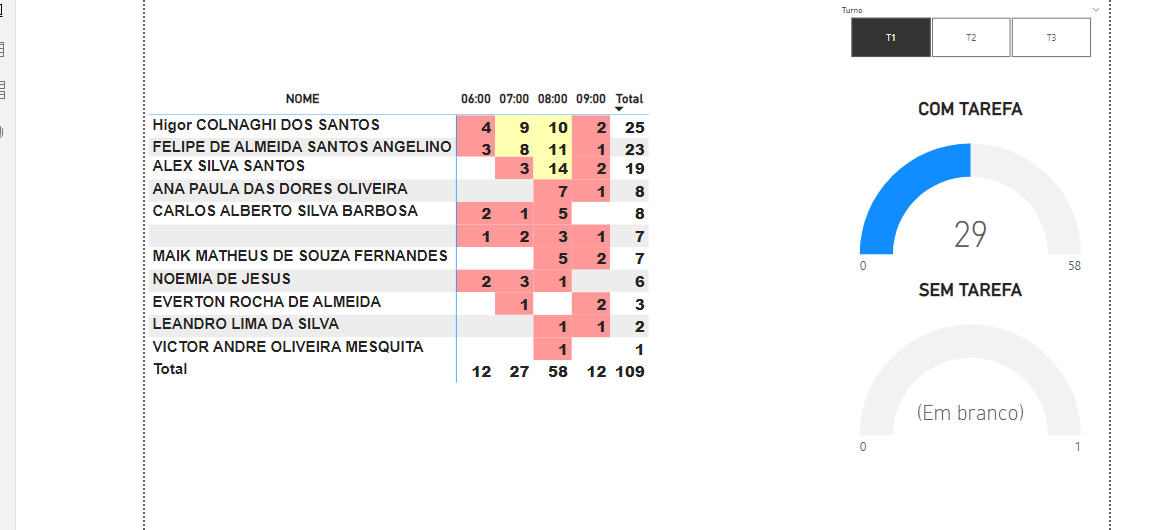 Turno
T1 T2 T3
NOME 06:00 07:00 08:00 09:00 Total
Higor COLNAGHI DOS SANTOS 4 9 10 2 25
FELIPE DE ALMEIDA SANTOS ANGELINO 3 8 11 1 23
ALEX SILVA SANTOS 3 14 2 19
ANA PAULA DAS DORES OLIVEIRA 7 1 8
CARLOS ALBERTO SILVA BARBOSA 2 1 5 8
1 2 3 1 7
MAIK MATHEUS DE SOUZA FERNANDES 5 2 7
NOEMIA DE JESUS 2 3 1 6
EVERTON ROCHA DE ALMEIDA 1 2 3
LEANDRO LIMA DA SILVA 1 1 2
VICTOR ANDRE OLIVEIRA MESQUITA 1 1
Total 12 27 58 12 109
COM TAREFA
29
0 58
SEM TAREFA
(Em branco)
0 1